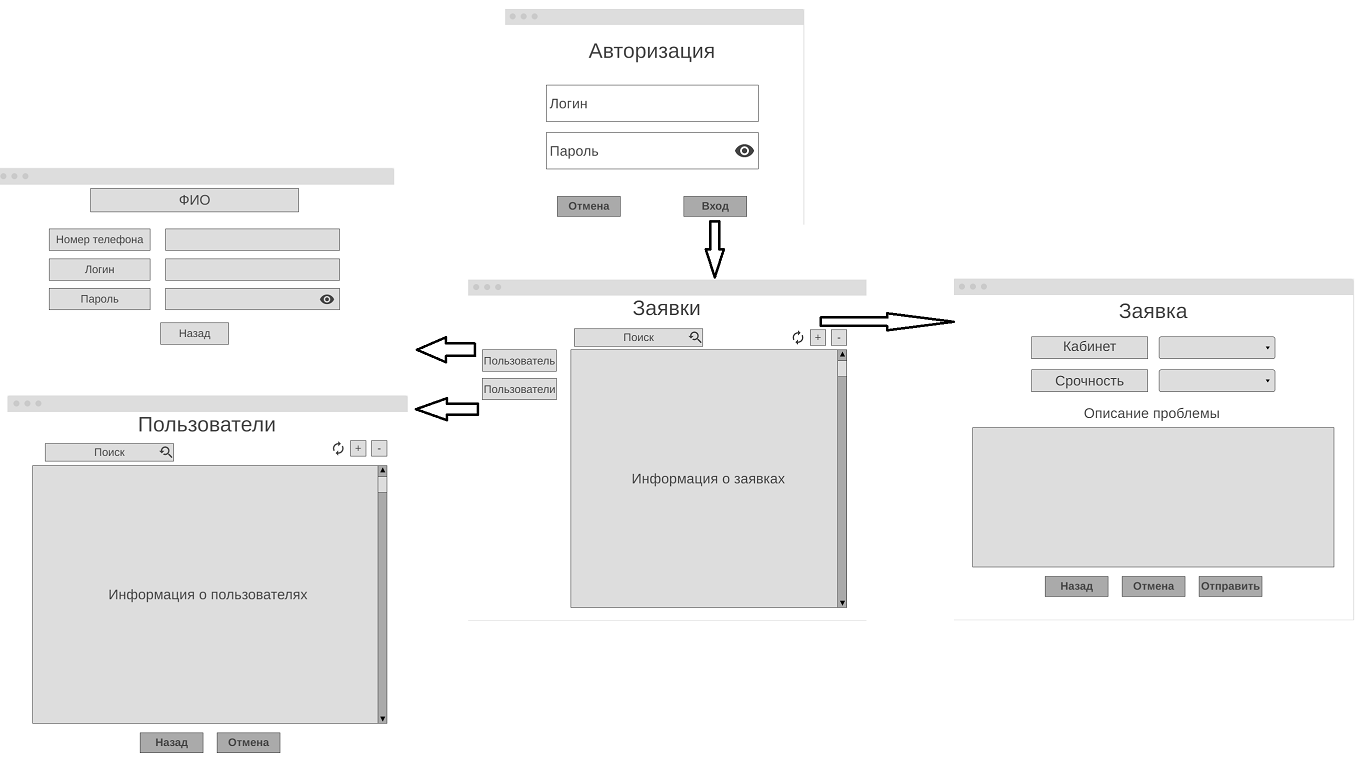 Авторизация
Логин
Пароль
Отмена
Вход
ФИО
Номер телефона
Логин
Пароль
Назад
Заявки
Поиск
+
-
Пользователь
Пользователи
Информация о заявках
Заявка
Кабинет
Срочность
Описание проблемы
Назад
Отмена
Отправить
Пользователи
Поиск
+
-
Информация о пользователях
Назад
Отмена